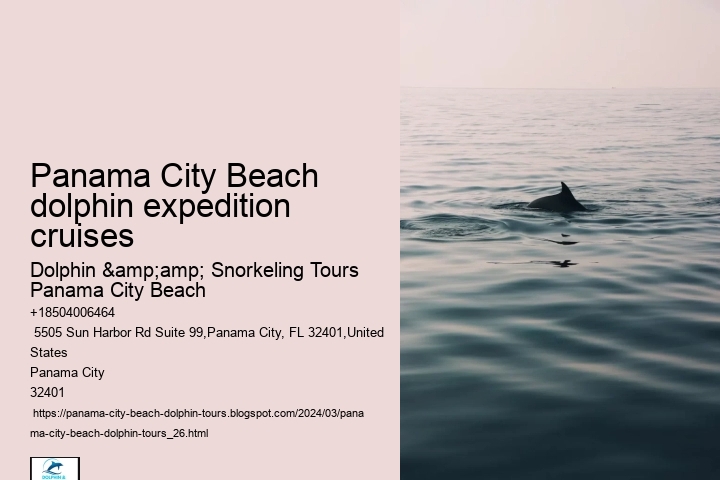 Panama City Beach
dolphin expedition
cruises
Dolphin &amp;amp; Snorkeling Tours
Panama City Beach
+18504006464
5505 Sun Harbor Rd Suite 99,Panama City, FL 32401,United
States
Panama City
32401
https://panama-city-beach-dolphin-tours.blogspot.com/2024/03/pana
ma-city-beach-dolphin-tours_26.html
DOLPHIN &